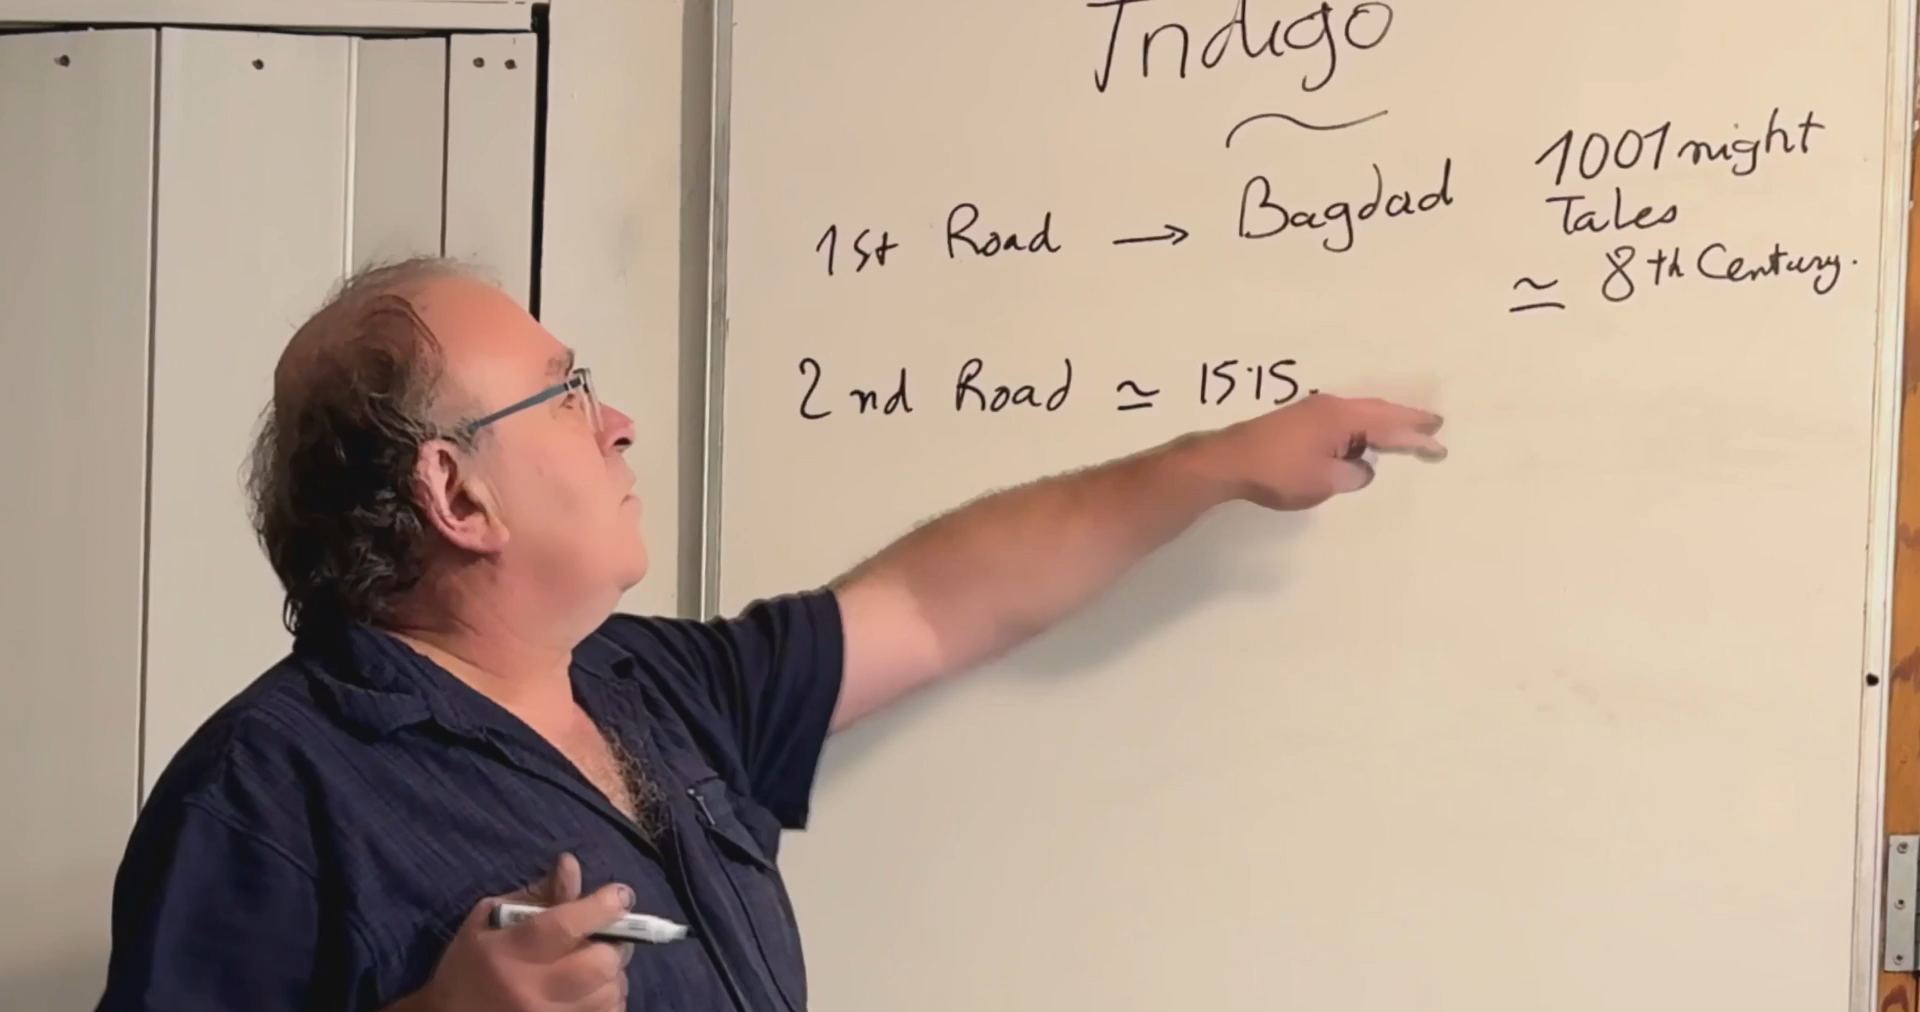 Indigo
1st Road → Bagdad
1001 night
Tales
≃ 8th Century.
2nd Road ≃ 1515.